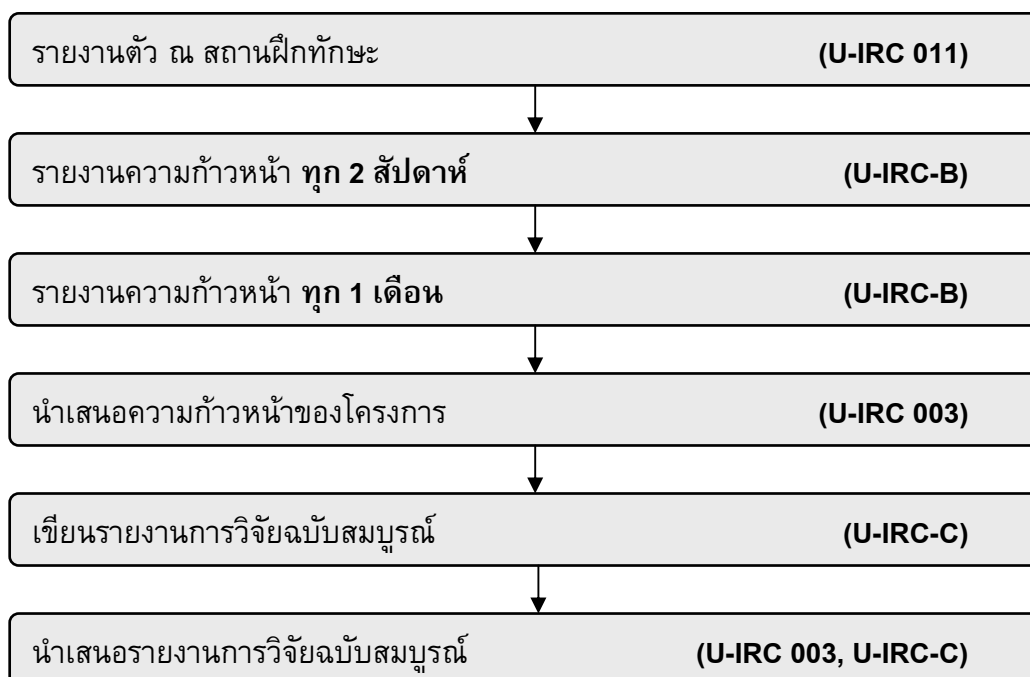 รายงานตัว ณ สถานฝึกทักษะ (U-IRC 011)
รายงานความก้าวหน้า ทุก 2 สัปดาห์ (U-IRC-B)
รายงานความก้าวหน้า ทุก 1 เดือน (U-IRC-B)
นำเสนอความก้าวหน้าของโครงการ (U-IRC 003)
เขียนรายงานการวิจัยฉบับสมบูรณ์ (U-IRC-C)
นำเสนอรายงานการวิจัยฉบับสมบูรณ์ (U-IRC 003, U-IRC-C)